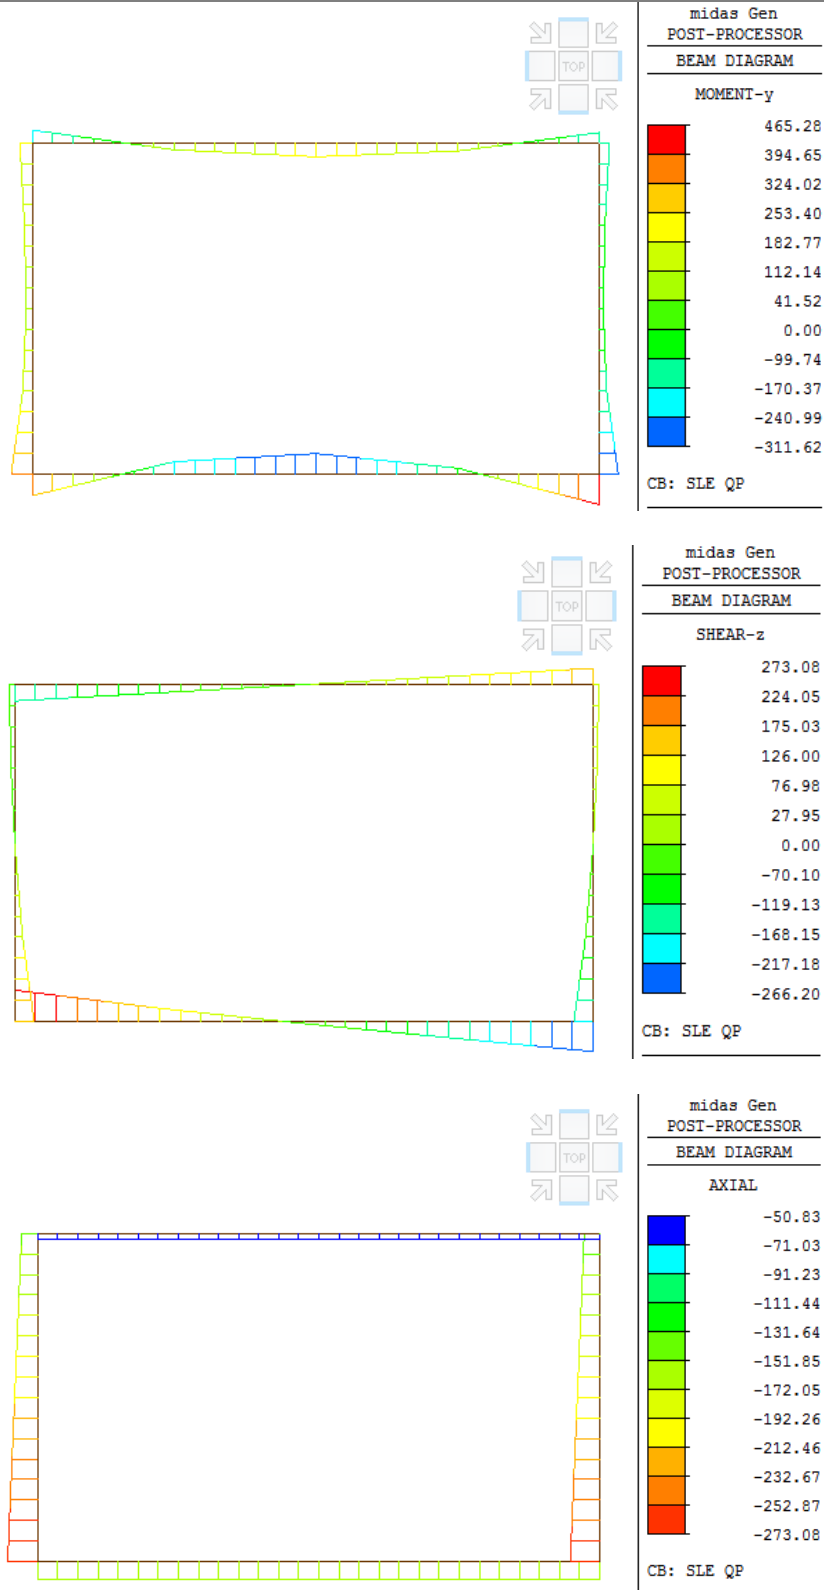 midas Gen
POST-PROCESSOR
BEAM DIAGRAM
MOMENT-y
TOP
465.28
394.65
324.02
253.40
182.77
112.14
41.52
0.00
-99.74
-170.37
-240.99
-311.62
CB: SLE QP
midas Gen
POST-PROCESSOR
BEAM DIAGRAM
SHEAR-z
TOP
273.08
224.05
175.03
126.00
76.98
27.95
0.00
-70.10
-119.13
-168.15
-217.18
-266.20
CB: SLE QP
midas Gen
POST-PROCESSOR
BEAM DIAGRAM
AXIAL
TOP
-50.83
-71.03
-91.23
-111.44
-131.64
-151.85
-172.05
-192.26
-212.46
-232.67
-252.87
-273.08
CB: SLE QP